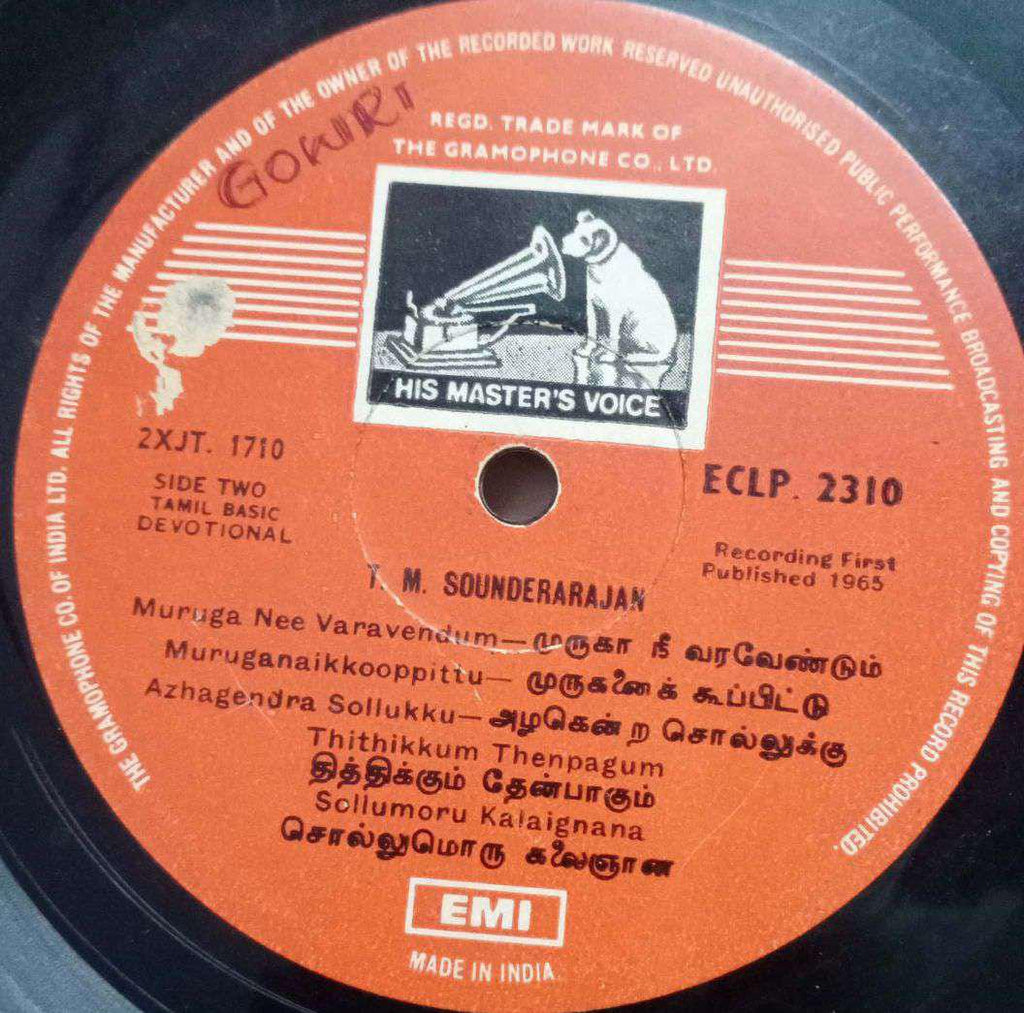 THE GRAMOPHONE CO. OF INDIA LTD. ALL RIGHTS OF THE MANUFACTURER AND OF THE OWNER OF THE RECORDED WORK RESERVED UNAUTHORISED PUBLIC PERFORMANCE BROADCASTING AND COPYING OF THIS RECORD PROHIBITED.
GOWRI
REGD. TRADE MARK OF
THE GRAMOPHONE CO., LTD.
HIS MASTER'S VOICE
2XJT. 1710
SIDE TWO
TAMIL BASIC
DEVOTIONAL
ECLP. 2310
Recording First
Published 1965
T. M. SOUNDERARAJAN
Muruga Nee Varavendum—முருகா நீ வரவேண்டும்
Muruganaikkooppittu— முருகனைக் கூப்பிட்டு
Azhagendra Sollukku—அழகென்ற சொல்லுக்கு
Thithikkum Thenpagum
தித்திக்கும் தேன்பாகும்
Sollumoru Kalaignana
சொல்லுமொரு கலைஞான
EMI
MADE IN INDIA